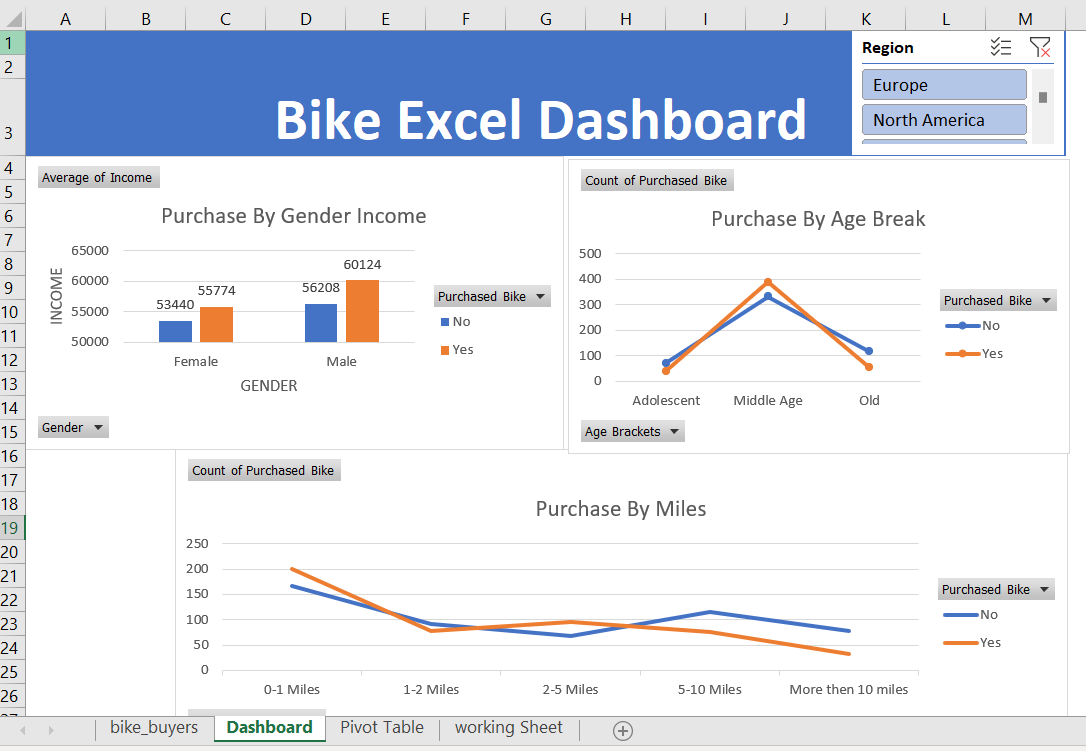 A B C D E F G H I J K L M
1
2
3
4
5
6
7
8
9
10
11
12
13
14
15
16
17
18
19
20
21
22
23
24
25
26
Bike Excel Dashboard
Region
Europe
North America
Average of Income
Purchase By Gender Income
65000
60000
55000
50000
INCOME
53440
55774
56208
60124
Female Male
GENDER
Purchased Bike
No
Yes
Gender
Count of Purchased Bike
Purchase By Age Break
500
400
300
200
100
0
Adolescent Middle Age Old
Purchased Bike
No
Yes
Age Brackets
Count of Purchased Bike
Purchase By Miles
250
200
150
100
50
0
0-1 Miles 1-2 Miles 2-5 Miles 5-10 Miles More then 10 miles
Purchased Bike
No
Yes
bike_buyers Dashboard Pivot Table working Sheet